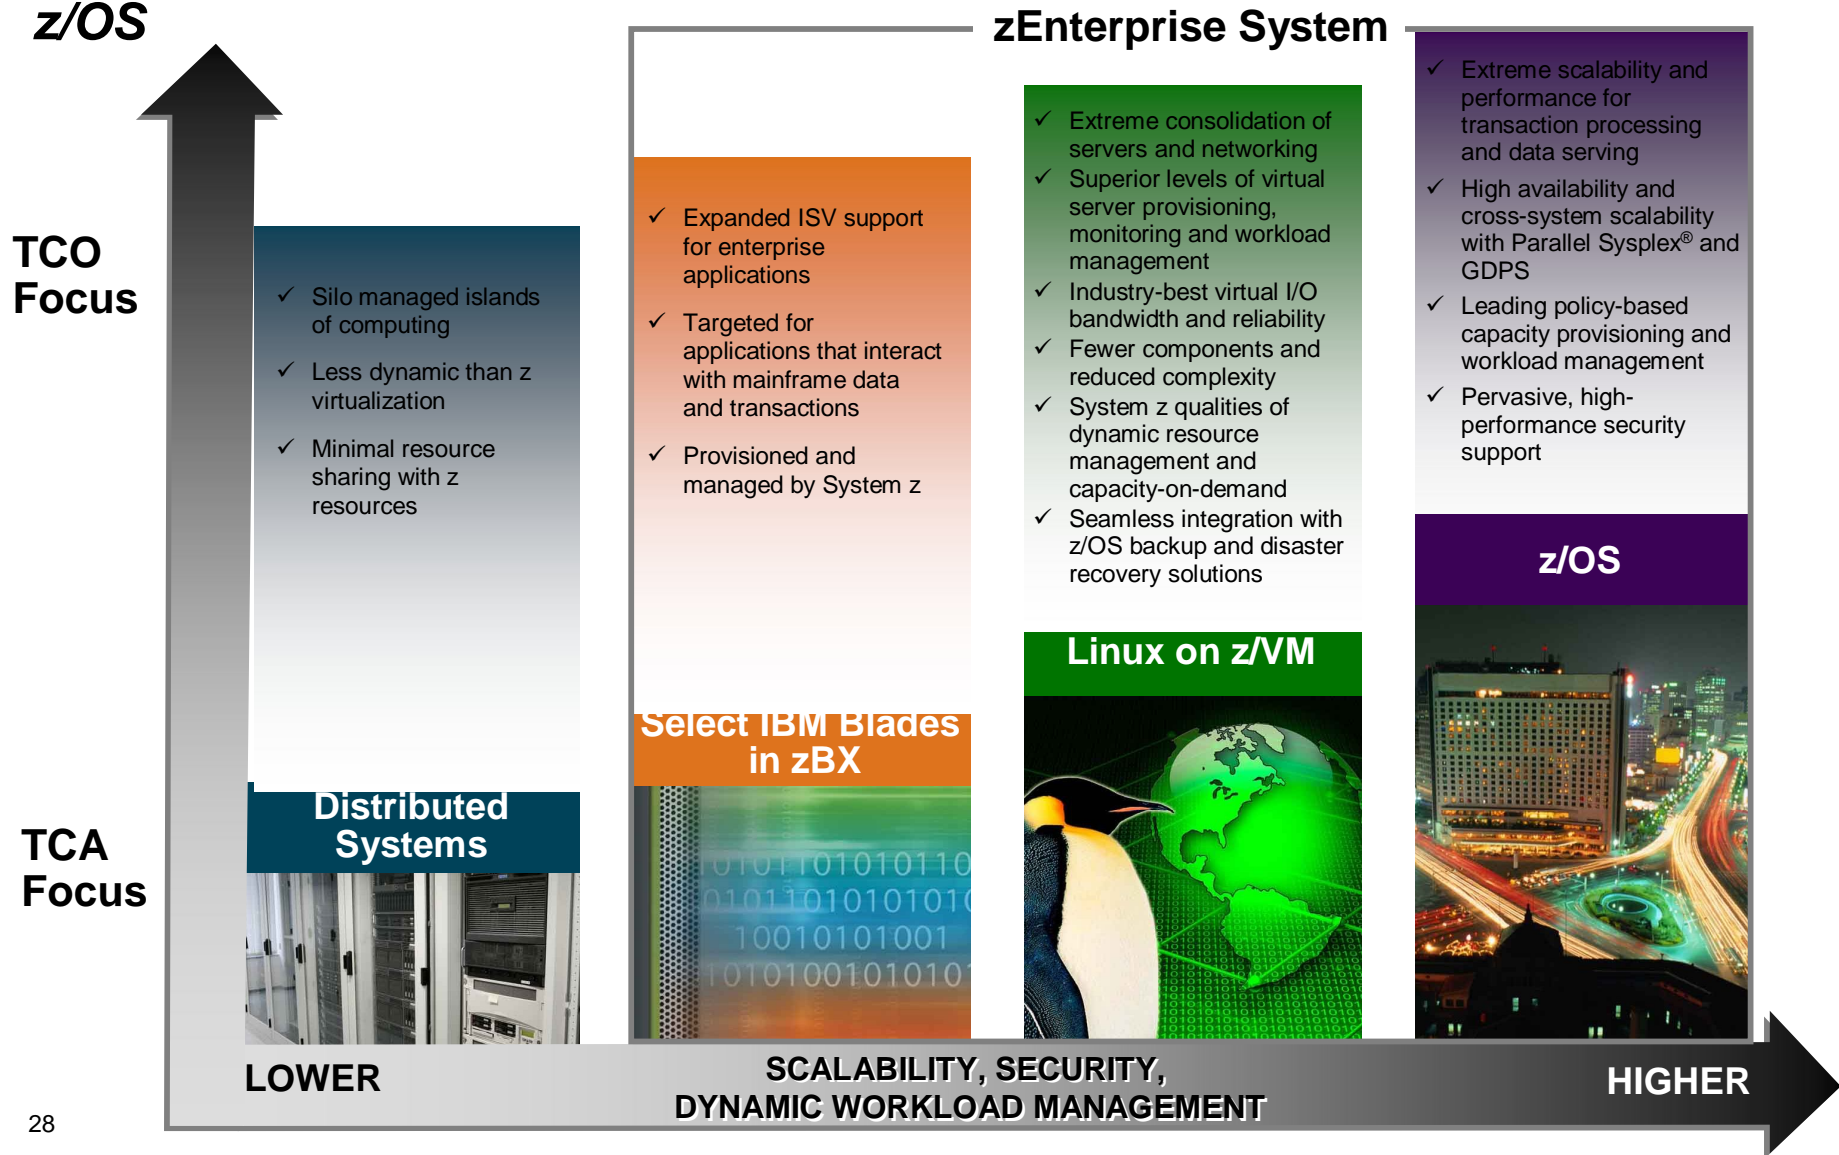 z/OS
zEnterprise System
TCO
Focus
TCA
Focus
✓ Silo managed islands
of computing
✓ Less dynamic than z
virtualization
✓ Minimal resource
sharing with z
resources
Distributed
Systems
✓ Expanded ISV support
for enterprise
applications
✓ Targeted for
applications that interact
with mainframe data
and transactions
✓ Provisioned and
managed by System z
Select IBM Blades
in zBX
01011010101110
0101101010101
10010101001
1010100101010
✓ Extreme consolidation of
servers and networking
✓ Superior levels of virtual
server provisioning,
monitoring and workload
management
✓ Industry-best virtual I/O
bandwidth and reliability
✓ Fewer components and
reduced complexity
✓ System z qualities of
dynamic resource
management and
capacity-on-demand
✓ Seamless integration with
z/OS backup and disaster
recovery solutions
Linux on z/VM
✓ Extreme scalability and
performance for
transaction processing
and data serving
✓ High availability and
cross-system scalability
with Parallel Sysplex® and
GDPS
✓ Leading policy-based
capacity provisioning and
workload management
✓ Pervasive, high-
performance security
support
z/OS
LOWER
SCALABILITY, SECURITY,
DYNAMIC WORKLOAD MANAGEMENT
HIGHER
28